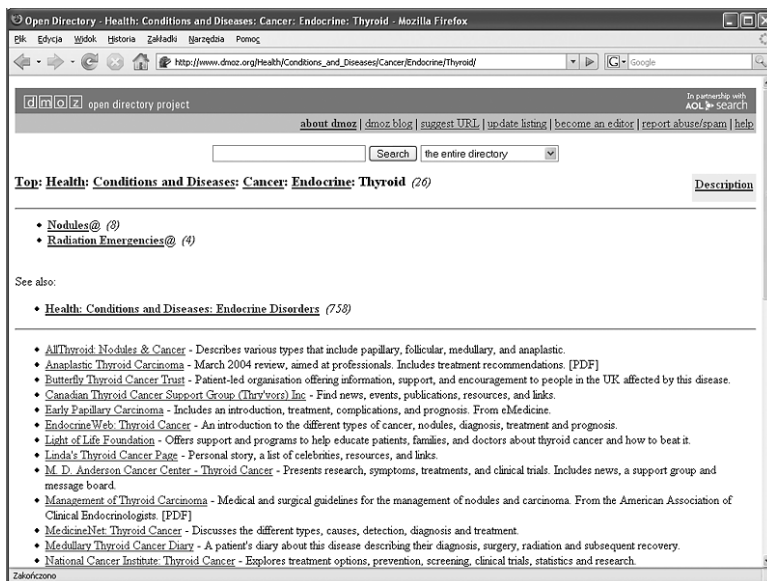 Open Directory - Health: Conditions and Diseases: Cancer: Endocrine: Thyroid - Mozilla Firefox
Plik Edycja Widok Historia Zakładki Narzędzia Pomoc
http://www.dmoz.org/Health/Conditions_and_Diseases/Cancer/Endocrine/Thyroid/ G Google
dmoz open directory project In partnership with
AOL search
about dmoz | dmoz blog | suggest URL | update listing | become an editor | report abuse/spam | help
Search the entire directory
Top: Health: Conditions and Diseases: Cancer: Endocrine: Thyroid (26) Description
• Nodules@ (8)
• Radiation Emergencies@ (4)
See also:
• Health: Conditions and Diseases: Endocrine Disorders (758)
• AllThyroid: Nodules & Cancer - Describes various types that include papillary, follicular, medullary, and anaplastic.
• Anaplastic Thyroid Carcinoma - March 2004 review, aimed at professionals. Includes treatment recommendations. [PDF]
• Butterfly Thyroid Cancer Trust - Patient-led organisation offering information, support, and encouragement to people in the UK affected by this disease.
• Canadian Thyroid Cancer Support Group (Thry'vors) Inc - Find news, events, publications, resources, and links.
• Early Papillary Carcinoma - Includes an introduction, treatment, complications, and prognosis. From eMedicine.
• EndocrineWeb: Thyroid Cancer - An introduction to the different types of cancer, nodules, diagnosis, treatment and prognosis.
• Light of Life Foundation - Offers support and programs to help educate patients, families, and doctors about thyroid cancer and how to beat it.
• Linda's Thyroid Cancer Page - Personal story, a list of celebrities, resources, and links.
• M. D. Anderson Cancer Center - Thyroid Cancer - Presents research, symptoms, treatments, and clinical trials. Includes news, a support group and
message board.
• Management of Thyroid Carcinoma - Medical and surgical guidelines for the management of nodules and carcinoma. From the American Association of
Clinical Endocrinologists. [PDF]
• MedicineNet: Thyroid Cancer - Discusses the different types, causes, detection, diagnosis and treatment.
• Medullary Thyroid Cancer Diary - A patient's diary about this disease describing their diagnosis, surgery, radiation and subsequent recovery.
• National Cancer Institute: Thyroid Cancer - Explores treatment options, prevention, screening, clinical trials, statistics and research.
Zakończono